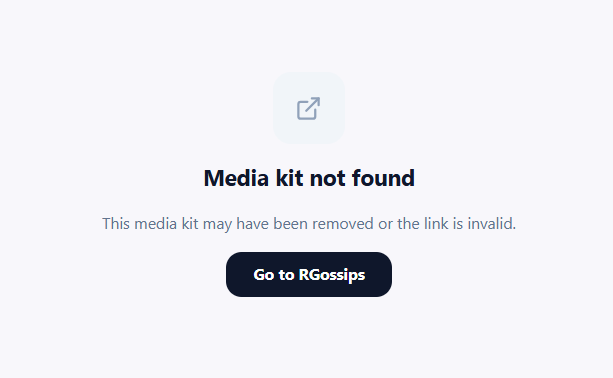 Media kit not found
This media kit may have been removed or the link is invalid.
Go to RGossips